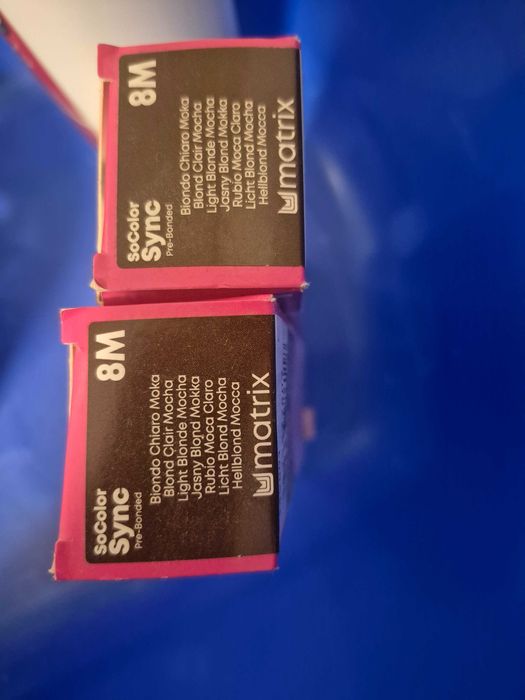 SoColor
Sync
Pre-Bonded
8M
Biondo Chiaro Moka
Blond Clair Mocha
Light Blonde Mocha
Jasny Blond Mokka
Rubio Moca Claro
Licht Blond Mocha
Hellblond Mocca
matrix
SoColor
Sync
Pre-Bonded
8M
Biondo Chiaro Moka
Blond Clair Mocha
Light Blonde Mocha
Jasny Blond Mokka
Rubio Moca Claro
Licht Blond Mocha
Hellblond Mocca
matrix